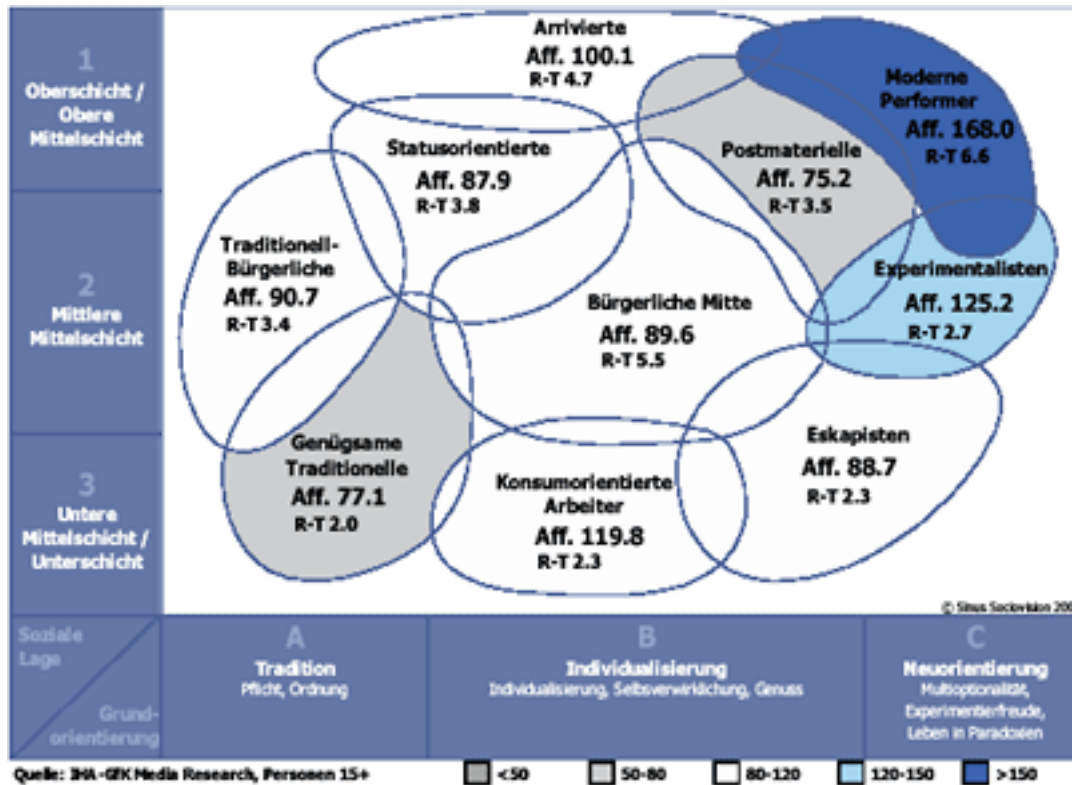 1
Oberschicht /
Obere
Mittelschicht
2
Mittlere
Mittelschicht
3
Untere
Mittelschicht /
Unterschicht
Arrivierte
Aff. 100.1
R-T 4.7
Moderne
Performer
Aff. 168.0
R-T 6.6
Statusorientierte
Aff. 87.9
R-T 3.8
Postmaterielle
Aff. 75.2
R-T 3.5
Traditionell-
Bürgerliche
Aff. 90.7
R-T 3.4
Bürgerliche Mitte
Aff. 89.6
R-T 5.5
Experimentalisten
Aff. 125.2
R-T 2.7
Genügsame
Traditionelle
Aff. 77.1
R-T 2.0
Konsumorientierte
Arbeiter
Aff. 119.8
R-T 2.3
Eskapisten
Aff. 88.7
R-T 2.3
© Sinus Sociovision
Soziale
Lage
Grund-
orientierung
A
Tradition
Pflicht, Ordnung
B
Individualisierung
Individualisierung, Selbsverwirklichung, Genuss
C
Neuorientierung
Multioptionalität,
Experimentierfreude,
Leben in Paradoxien
Quelle: IHA-GfK Media Research, Personen 15+
<50
50-80
80-120
120-150
>150